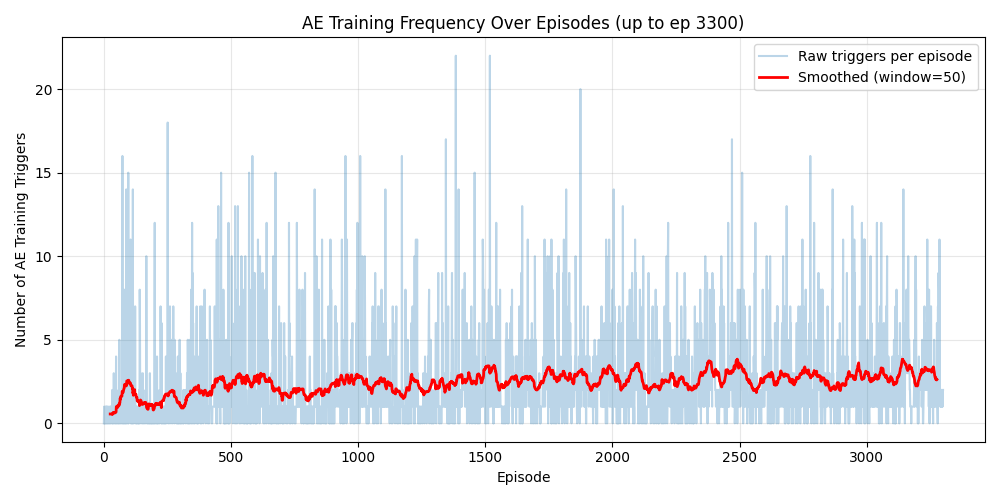 AE Training Frequency Over Episodes (up to ep 3300)
Raw triggers per episode
Smoothed (window=50)
Number of AE Training Triggers
20
15
10
5
0
0 500 1000 1500 2000 2500 3000
Episode